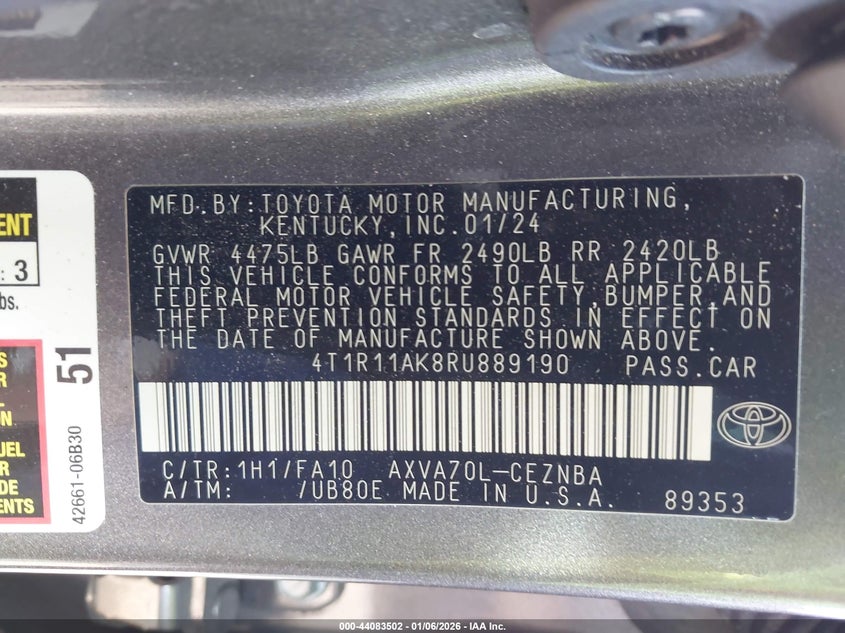 MFD.BY:TOYOTA MOTOR MANUFACTURING,
KENTUCKY,INC.01/24
GVWR 4475LB GAWR FR 2490LB RR 2420LB
THIS VEHICLE CONFORMS TO ALL APPLICABLE
FEDERAL MOTOR VEHICLE SAFETY,BUMPER,AND
THEFT PREVENTION STANDARDS IN EFFECT ON
THE DATE OF MANUFACTURE SHOWN ABOVE.
4T1R11AK8RU889190 PASS.CAR
C/TR:1H1/FA10 AXVA70L-CEZNBA
A/TM: /UB80E MADE IN U.S.A. 89353
: 3
bs.
51
42661-06B30
000-44083502 - 01/06/2026 - IAA Inc.